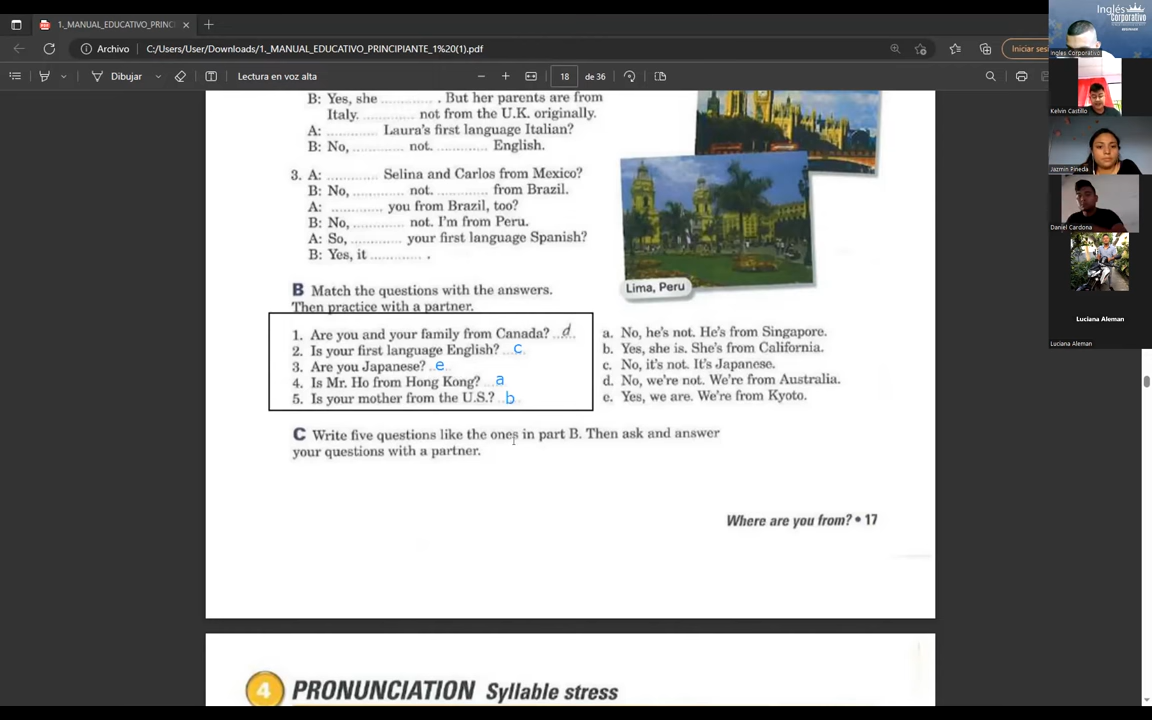 1._MANUAL_EDUCATIVO_PRINC
Archivo
C:/Users/User/Downloads/1._MANUAL_EDUCATIVO_PRINCIPIANTE_1%20(1).pdf
Iniciar ses
Dibujar
Lectura en voz alta
18
de 36
B: Yes, she ............ . But her parents are from
Italy. ............ not from the U.K. originally.
A: ............ Laura's first language Italian?
B: No, ............ not. ............ English.
3. A: ............ Selina and Carlos from Mexico?
B: No, ............ not. ............ from Brazil.
A: ............ you from Brazil, too?
B: No, ............ not. I'm from Peru.
A: So, ............ your first language Spanish?
B: Yes, it ............ .
Lima, Peru
B Match the questions with the answers.
Then practice with a partner.
1. Are you and your family from Canada? ..d..
2. Is your first language English? ..c..
3. Are you Japanese? ..e..
4. Is Mr. Ho from Hong Kong? ..a
5. Is your mother from the U.S.? ..b..
a. No, he's not. He's from Singapore.
b. Yes, she is. She's from California.
c. No, it's not. It's Japanese.
d. No, we're not. We're from Australia.
e. Yes, we are. We're from Kyoto.
C Write five questions like the ones in part B. Then ask and answer
your questions with a partner.
Where are you from? • 17
4 PRONUNCIATION Syllable stress
Inglés
Corporativo
Ingles Corporativo
Kelvin Castillo
Jazmin Pineda
Daniel Cardona
Luciana Aleman
Luciana Aleman